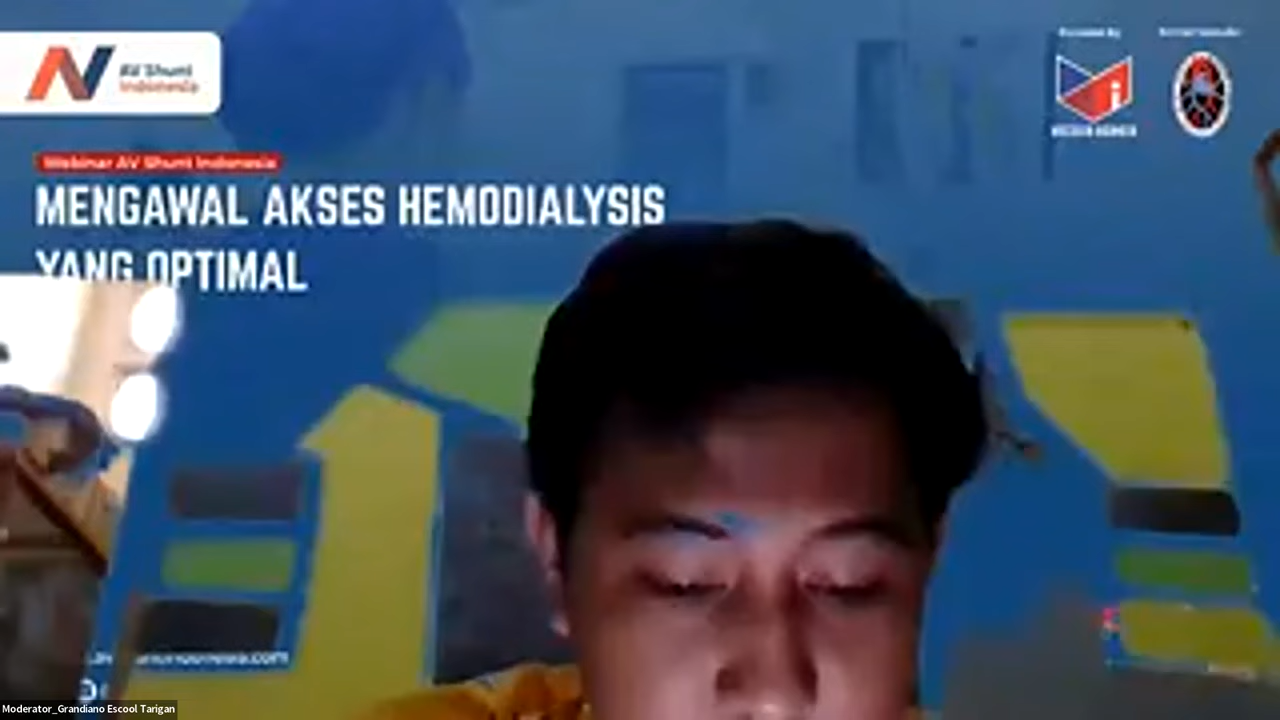 AV Shunt
Indonesia
Webinar AV Shunt Indonesia
MENGAWAL AKSES HEMODIALYSIS
YANG OPTIMAL
Moderator_Grandiano Escool Tarigan